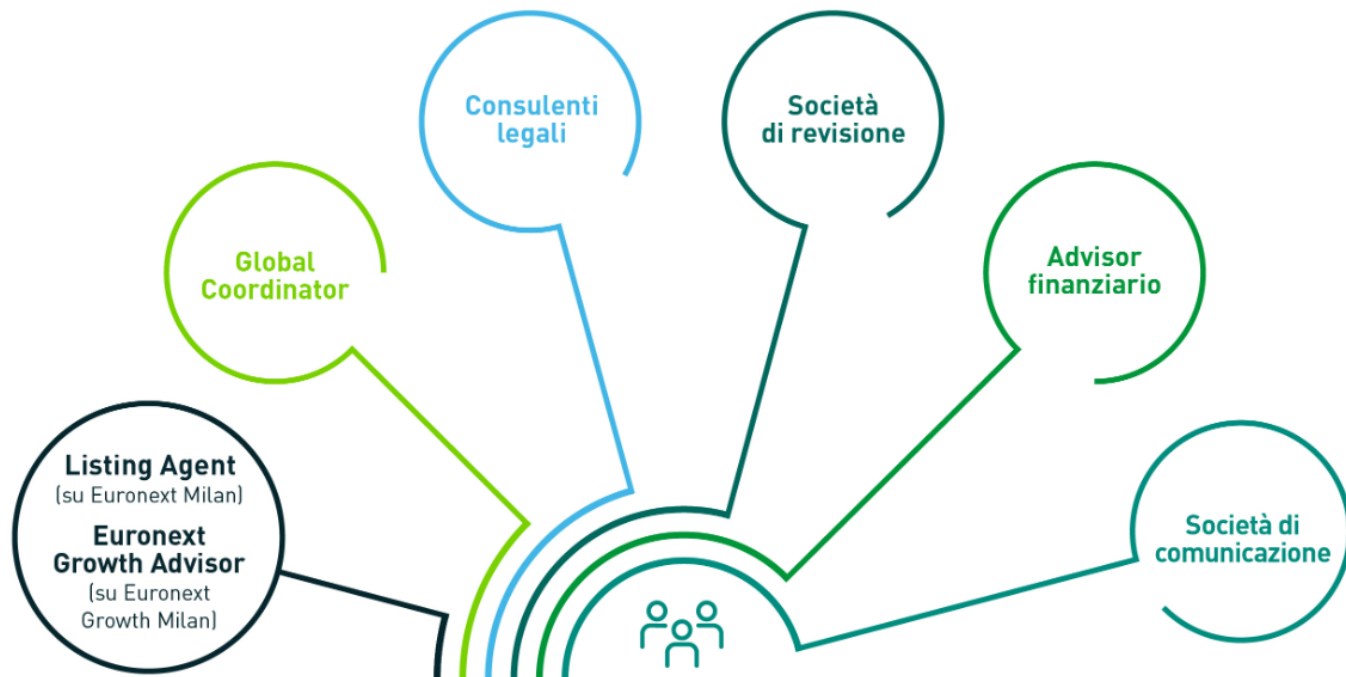 Consulenti
legali
Società
di revisione
Global
Coordinator
Advisor
finanziario
Listing Agent
(su Euronext Milan)
Euronext
Growth Advisor
(su Euronext
Growth Milan)
Società di
comunicazione